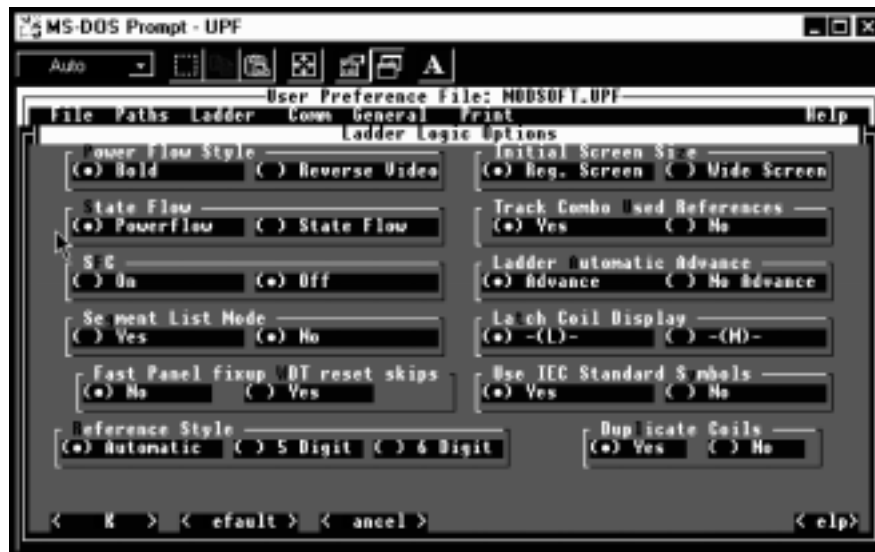 MS-DOS Prompt - UPF
Auto
A
User Preference File: MODSOFT.UPF
File Paths Ladder Comm General Print Help
Ladder Logic Options
ower Flow Style
(•) Bold ( ) Reverse Video
Initial Screen Si e
(•) Reg. Screen ( ) Wide Screen
tate Flow
(•) Powerflow ( ) State Flow
Track Combo sed References
(•) Yes ( ) No
S C
( ) On (•) Off
Ladder utomatic Advance
(•) Advance ( ) No Advance
Se ment List Mode
( ) Yes (•) No
La ch Coil Display
(•) -(L)- ( ) -(M)-
Fast Panel fixup DT reset skips
(•) No ( ) Yes
Use IEC Standard S mbols
(•) Yes ( ) No
eference Style
(•) Automatic ( ) 5 Digit ( ) 6 Digit
Dup icate Coils
(•) Yes ( ) No
< K > < efault > < ancel > < elp>